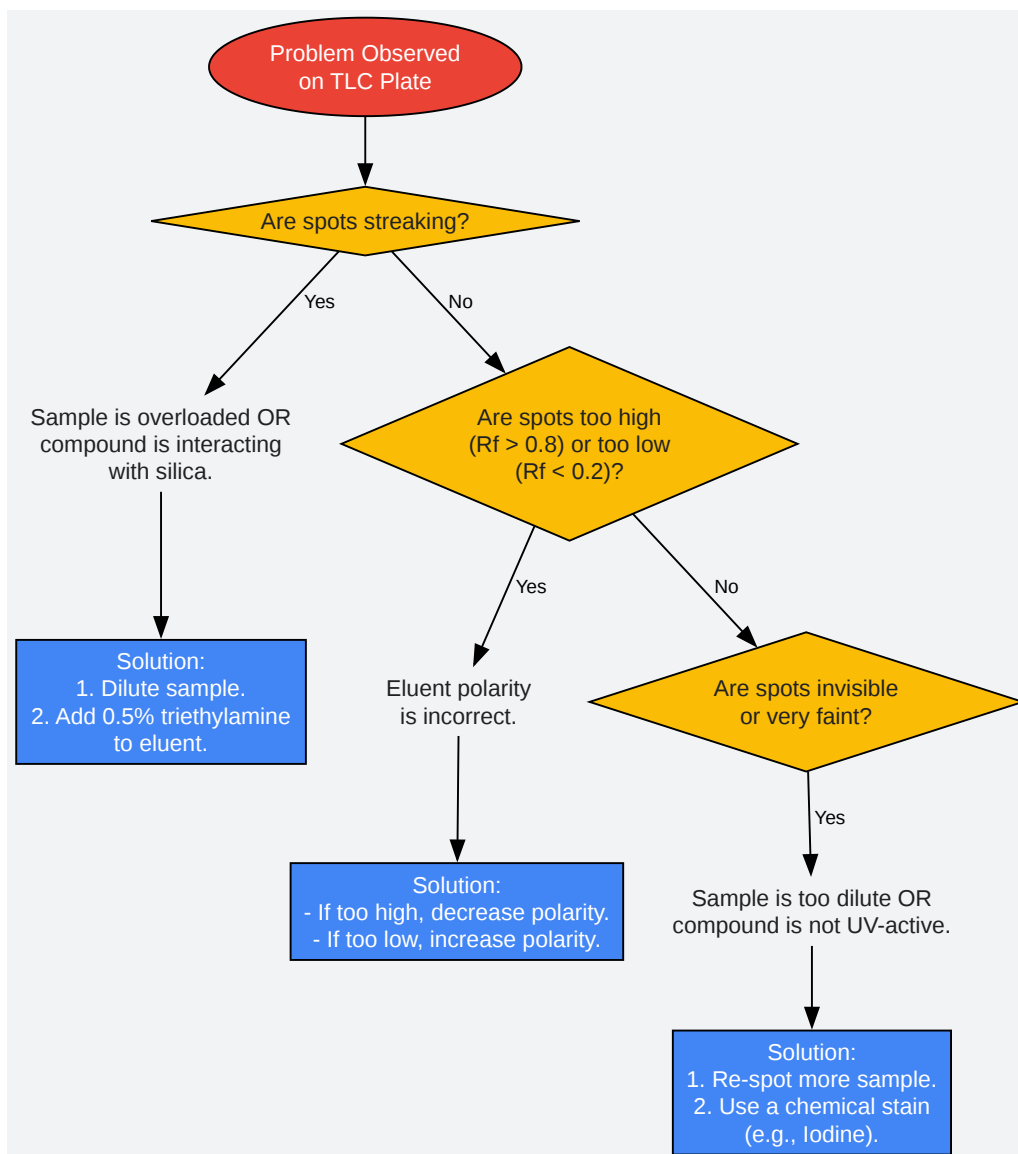 Problem Observed
on TLC Plate
Are spots streaking?
Yes
No
Sample is overloaded OR
compound is interacting
with silica.
Are spots too high
(Rf > 0.8) or too low
(Rf < 0.2)?
Yes
No
Solution:
1. Dilute sample.
2. Add 0.5% triethylamine
to eluent.
Eluent polarity
is incorrect.
Are spots invisible
or very faint?
Yes
Solution:
- If too high, decrease polarity.
- If too low, increase polarity.
Sample is too dilute OR
compound is not UV-active.
Solution:
1. Re-spot more sample.
2. Use a chemical stain
(e.g., Iodine).